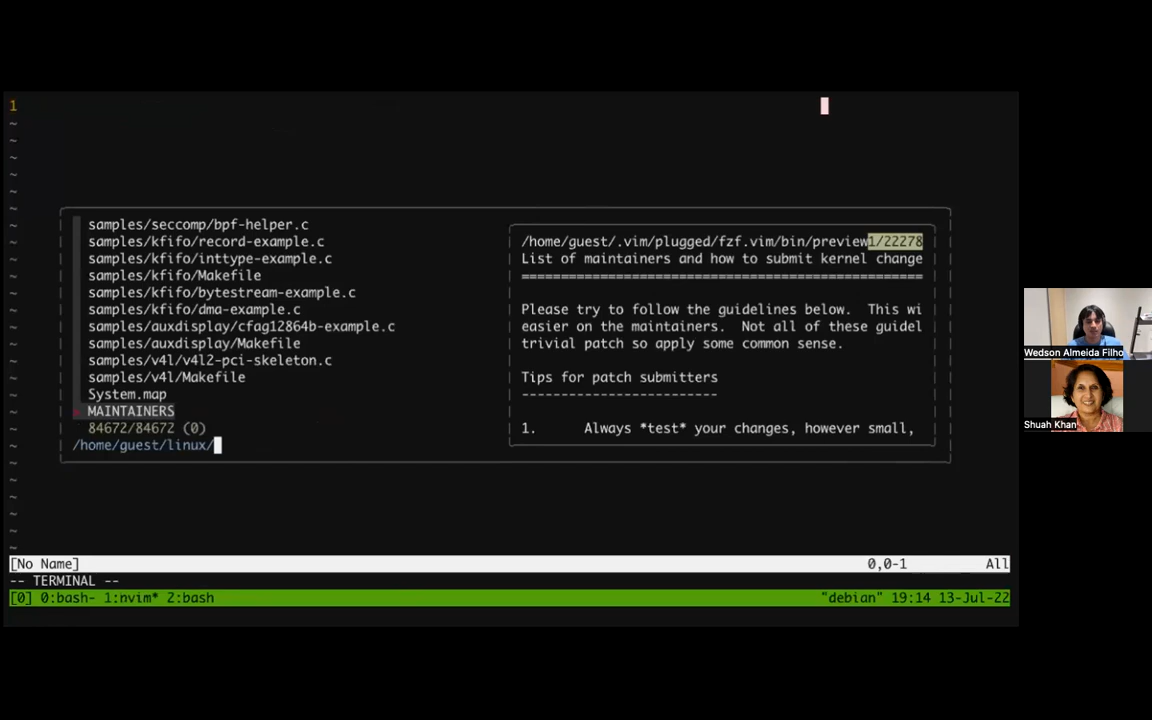 1
~
~
~
~
~
samples/seccomp/bpf-helper.c
samples/kfifo/record-example.c
samples/kfifo/inttype-example.c
samples/kfifo/Makefile
samples/kfifo/bytestream-example.c
samples/kfifo/dma-example.c
samples/auxdisplay/cfag12864b-example.c
samples/auxdisplay/Makefile
samples/v4l/v4l2-pci-skeleton.c
samples/v4l/Makefile
System.map
MAINTAINERS
84672/84672 (0)
/home/guest/linux/
/home/guest/.vim/plugged/fzf.vim/bin/preview1/22278
List of maintainers and how to submit kernel change
===================================================
Please try to follow the guidelines below.  This wi
easier on the maintainers.  Not all of these guidel
trivial patch so apply some common sense.
Tips for patch submitters
-------------------------
1.      Always *test* your changes, however small,
~
~
~
~
~
[No Name] 0,0-1 All
-- TERMINAL --
[0] 0:bash- 1:nvim* 2:bash "debian" 19:14 13-Jul-22
Wedson Almeida Filho
Shuah Khan